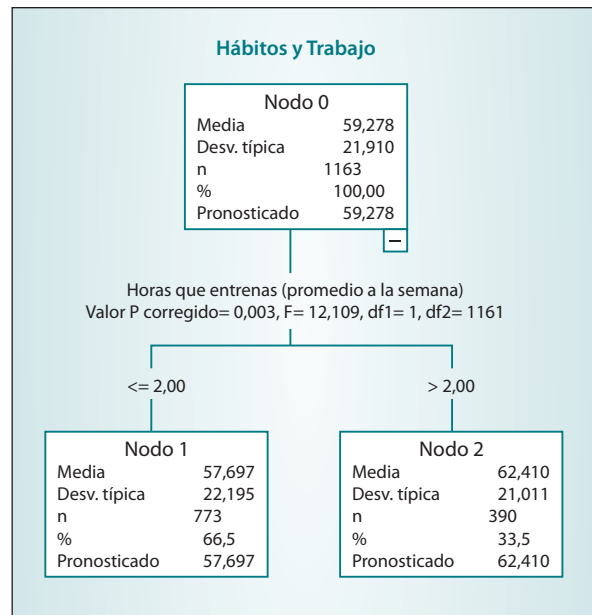 Hábitos y Trabajo
Nodo 0
Media 59,278
Desv. típica 21,910
n 1163
% 100,00
Pronosticado 59,278
Horas que entrenas (promedio a la semana)
Valor P corregido= 0,003, F= 12,109, df1= 1, df2= 1161
<= 2,00
> 2,00
Nodo 1
Media 57,697
Desv. típica 22,195
n 773
% 66,5
Pronosticado 57,697
Nodo 2
Media 62,410
Desv. típica 21,011
n 390
% 33,5
Pronosticado 62,410